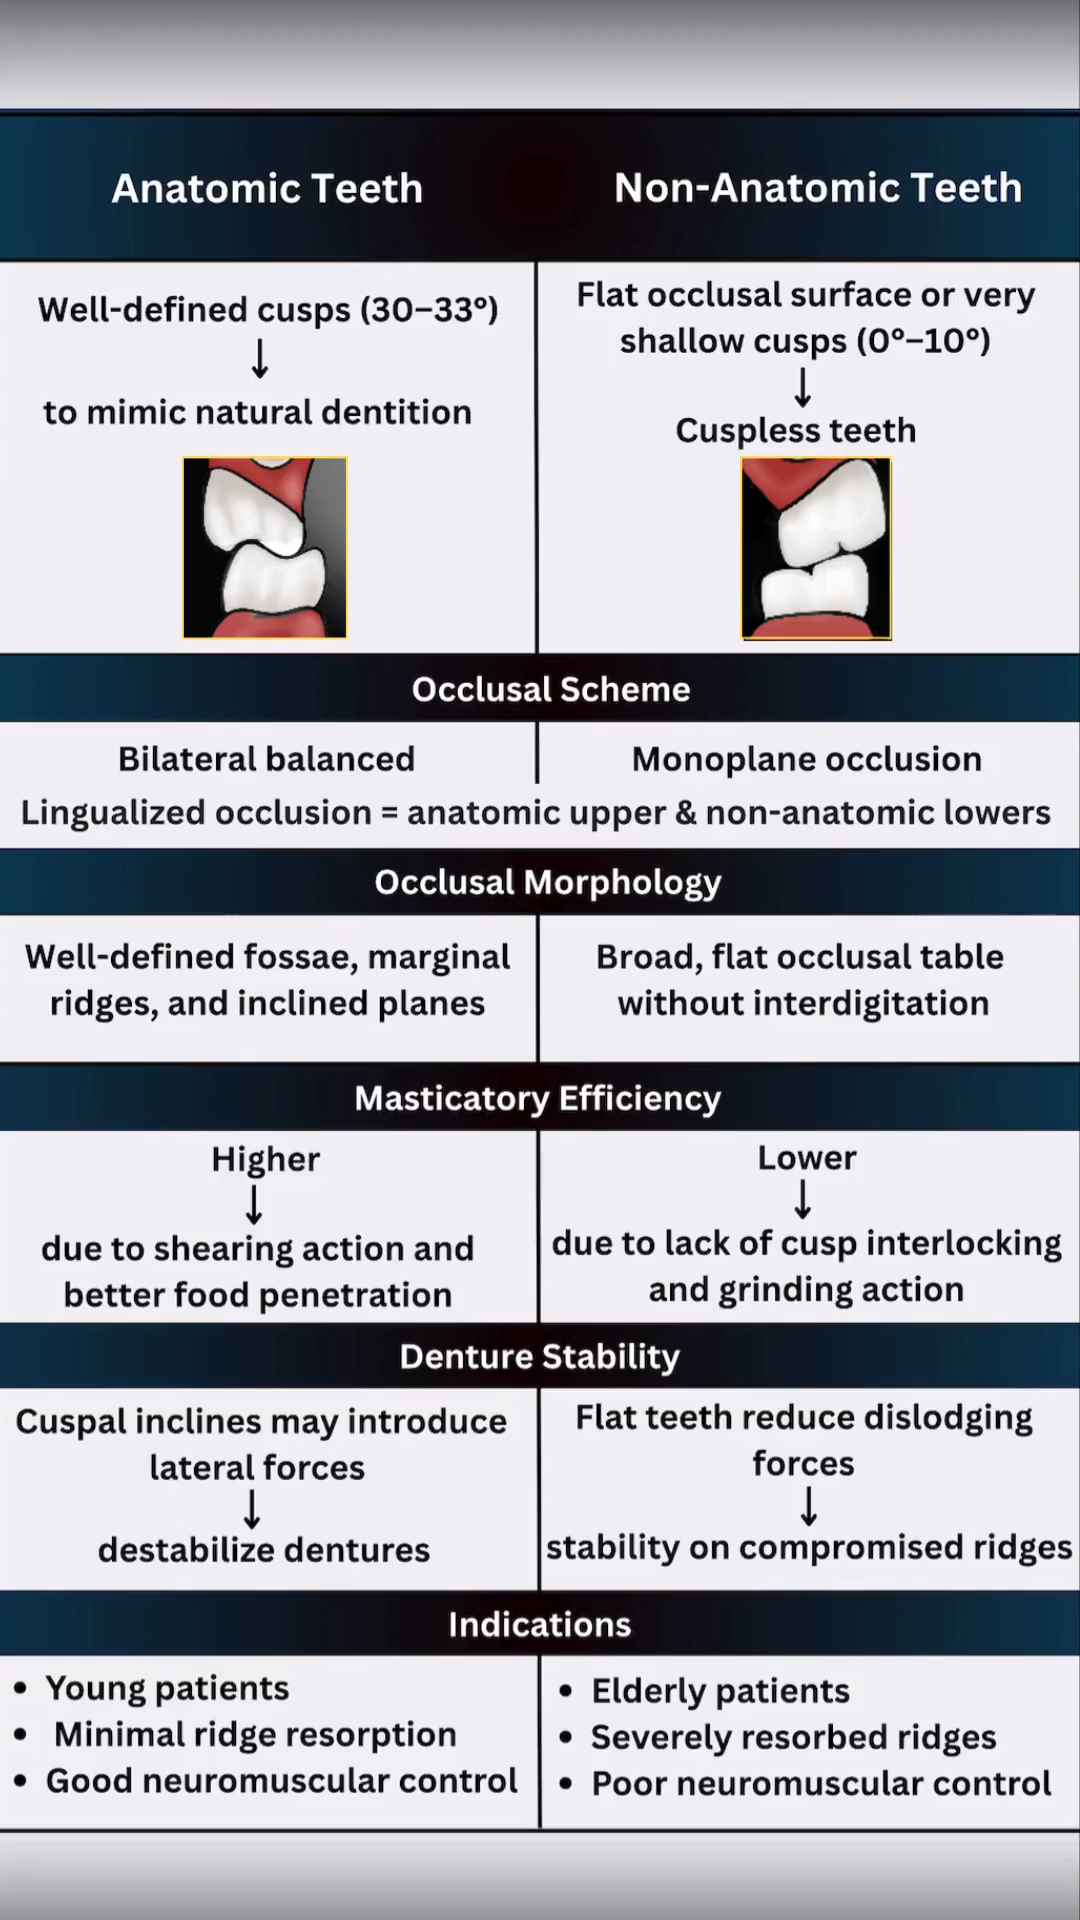 Anatomic Teeth
Non-Anatomic Teeth
Well-defined cusps (30–33°)
↓
to mimic natural dentition
Flat occlusal surface or very
shallow cusps (0°–10°)
↓
Cuspless teeth
Occlusal Scheme
Bilateral balanced
Monoplane occlusion
Lingualized occlusion = anatomic upper & non-anatomic lowers
Occlusal Morphology
Well-defined fossae, marginal
ridges, and inclined planes
Broad, flat occlusal table
without interdigitation
Masticatory Efficiency
Higher
↓
due to shearing action and
better food penetration
Lower
↓
due to lack of cusp interlocking
and grinding action
Denture Stability
Cuspal inclines may introduce
lateral forces
↓
destabilize dentures
Flat teeth reduce dislodging
forces
↓
stability on compromised ridges
Indications
• Young patients
• Minimal ridge resorption
• Good neuromuscular control
• Elderly patients
• Severely resorbed ridges
• Poor neuromuscular control